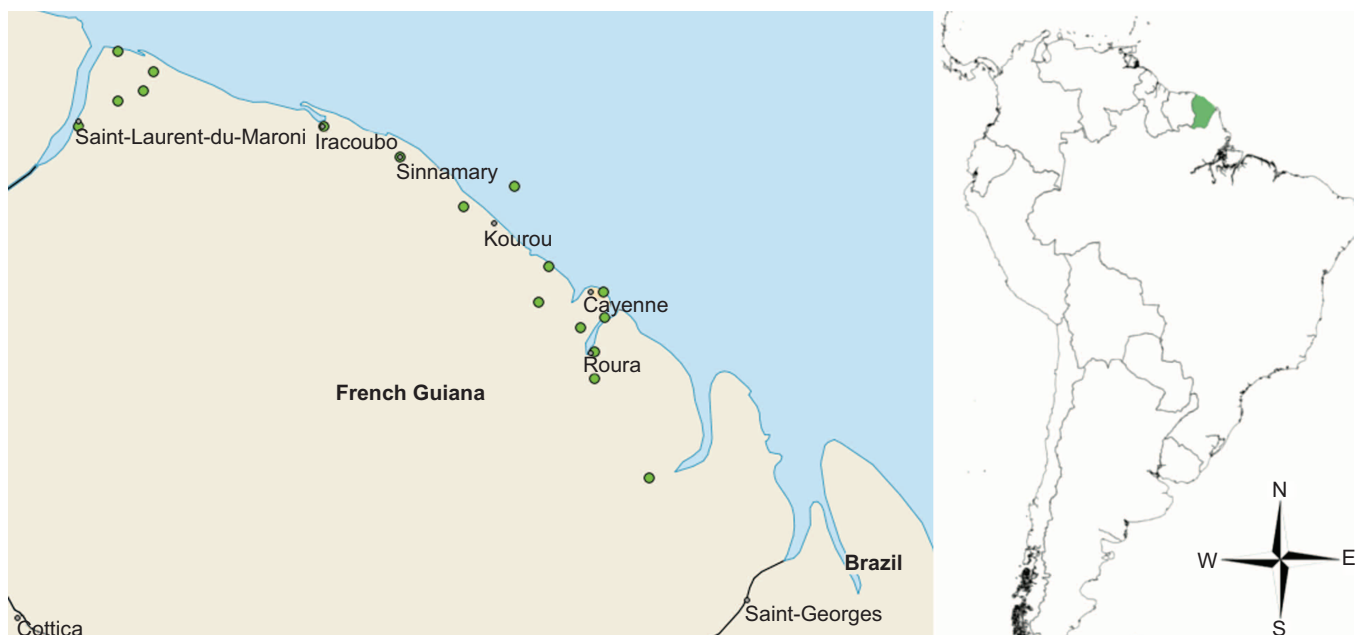 Saint-Laurent-du-Maroni
Iracoubo
Sinnamary
Kourou
Cayenne
Roura
French Guiana
Brazil
Saint-Georges
Cottica
N
W
E
S